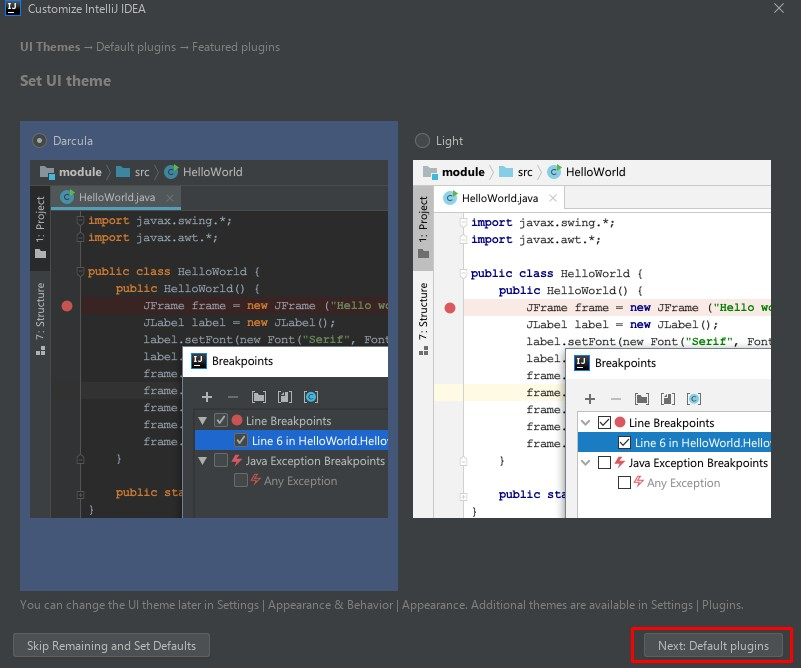 IJ Customize IntelliJ IDEA
UI Themes → Default plugins → Featured plugins
Set UI theme
Darcula
module src HelloWorld
HelloWorld.java
1: Project
7: Structure
import javax.swing.*;
import javax.awt.*;
public class HelloWorld {
public HelloWorld() {
JFrame frame = new JFrame ("Hello wo
JLabel label = new JLabel();
label.setFont(new Font("Serif", Font
label.
frame.
frame.
frame.
frame.
frame.
}
public sta
}
IJ Breakpoints
Line Breakpoints
Line 6 in HelloWorld.Hello
Java Exception Breakpoints
Any Exception
Light
module src HelloWorld
HelloWorld.java
1: Project
7: Structure
import javax.swing.*;
import javax.awt.*;
public class HelloWorld {
public HelloWorld() {
JFrame frame = new JFrame ("Hello wo
JLabel label = new JLabel();
label.setFont(new Font("Serif", Font
label.
frame.
frame.
frame.
frame.
frame.
}
public sta
}
IJ Breakpoints
Line Breakpoints
Line 6 in HelloWorld.Hello
Java Exception Breakpoints
Any Exception
You can change the UI theme later in Settings | Appearance & Behavior | Appearance. Additional themes are available in Settings | Plugins.
Skip Remaining and Set Defaults
Next: Default plugins